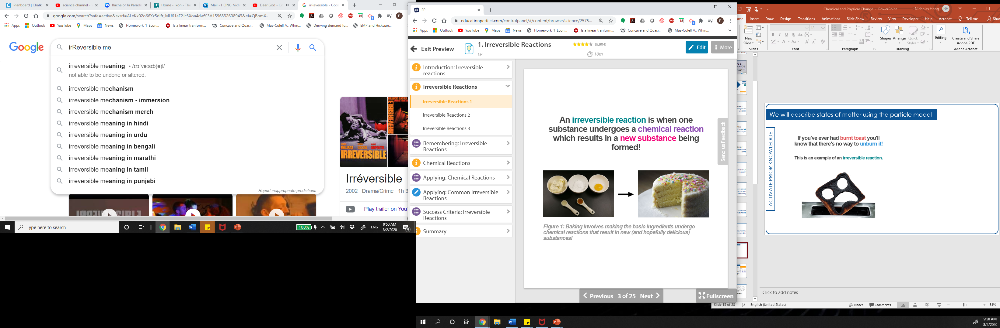 Planboard | Chalk
science channel -
Bachelor In Paradi
Home - Ikon - The
Mail - HONG Nich
Dear God - Co
irReversible - Goo
google.com/search?safe=active&sxsrf=ALeKk02o66Xz5dIfr_MU61aF2Jc3Xoa4dw%3A1596332608943&ei=QBomX-...
Apps
Outlook
YouTube
Maps
News
Homework_1_Econ...
Is a linear tranform...
Concave and Quasi...
Mas-Colell A., Whin...
Deriving demand fu...
EMP and Hicksian...
Google
irReversible me
irreversible meaning • /ɪrɪˈvəːsɪb(ə)l/
not able to be undone or altered.
irreversible mechanism
irreversible mechanism - immersion
irreversible mechanism merch
irreversible meaning in hindi
irreversible meaning in urdu
irreversible meaning in bengali
irreversible meaning in marathi
irreversible meaning in tamil
irreversible meaning in punjabi
Report inappropriate predictions
IRREVERSIBLE
Irréversible
2002 · Drama/Crime · 1h 3
Play trailer on You
Type here to search
100%
ENG
9:50 AM
8/2/2020
EP
educationperfect.com/controlpanel/#/content/browse/science/2575...
Apps
Outlook
YouTube
Maps
News
Homework_1_Econ...
Is a linear tranform...
Concave and Quasi...
Mas-Colell A., Whin...
Exit Preview
1. Irreversible Reactions
EP
(6,804)
10m
Edit
More
Introduction: Irreversible
reactions
Irreversible Reactions
Irreversible Reactions 1
Irreversible Reactions 2
Irreversible Reactions 3
Remembering: Irreversible
Reactions
Chemical Reactions
Applying: Chemical Reactions
Applying: Common Irreversible
Reactions
Success Criteria: Irreversible
Reactions
Summary
An irreversible reaction is when one
substance undergoes a chemical reaction
which results in a new substance being
formed!
Figure 1: Baking involves making the basic ingredients undergo
chemical reactions that result in new (and hopefully delicious)
substances!
Send us Feedback
Previous 3 of 25 Next
Fullscreen
Chemical and Physical Change - PowerPoint
Nicholas Hong
NH
Insert
Draw
Design
Transitions
Animations
Slide Show
Review
View
Developer
Help
Acrobat
Tell me
New
Slide
Slides
18
Font
Paragraph
Shapes
Arrange
Quick
Styles
Drawing
Editing
Create and Share
Adobe PDF
Adobe Acrobat
We will describe states of matter using the particle model
ACTIVATE PRIOR KNOWLEDGE
If you've ever had burnt toast you'll
know that there's no way to unburn it!
This is an example of an irreversible reaction.
Click to add notes
Slide 13 of 28
English (United States)
Notes
Comments
81%
9:50 AM
8/2/2020